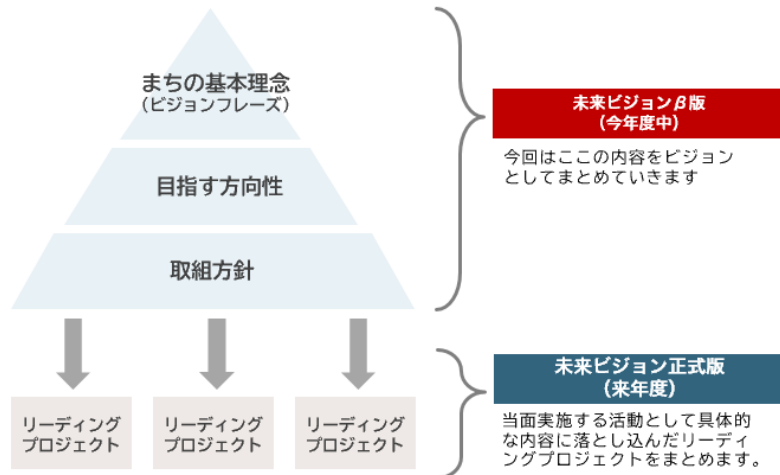 まちの基本理念
（ビジョンフレーズ）
目指す方向性
取組方針
未来ビジョンβ版
（今年度中）
今回はここの内容をビジョン
としてまとめていきます
リーディング
プロジェクト
リーディング
プロジェクト
リーディング
プロジェクト
未来ビジョン正式版
（来年度）
当面実施する活動として具体的
な内容に落とし込んだリーディ
ングプロジェクトをまとめます。